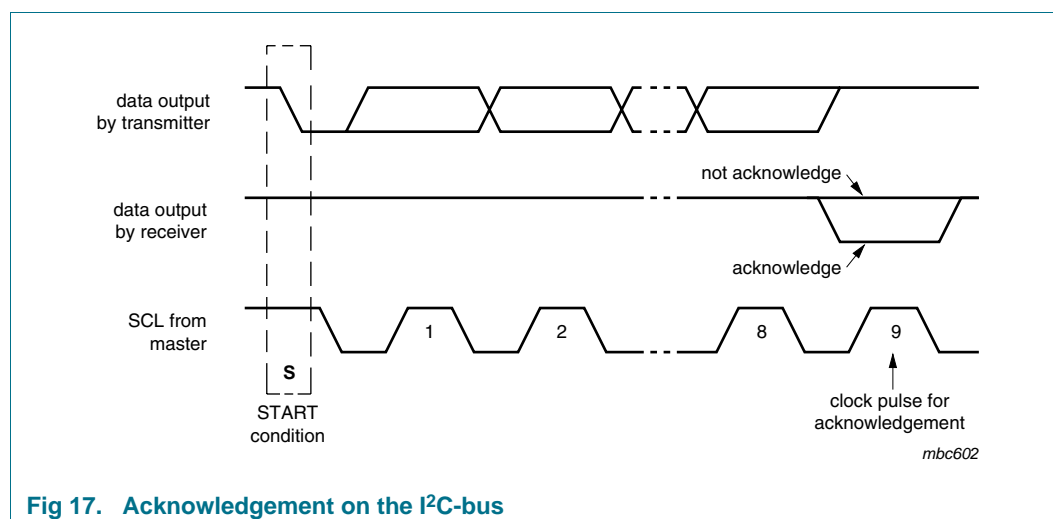 data output
by transmitter
not acknowledge
data output
by receiver
acknowledge
SCL from
master
1
2
8
9
S
START
condition
clock pulse for
acknowledgement
mbc602
Fig 17. Acknowledgement on the I²C-bus